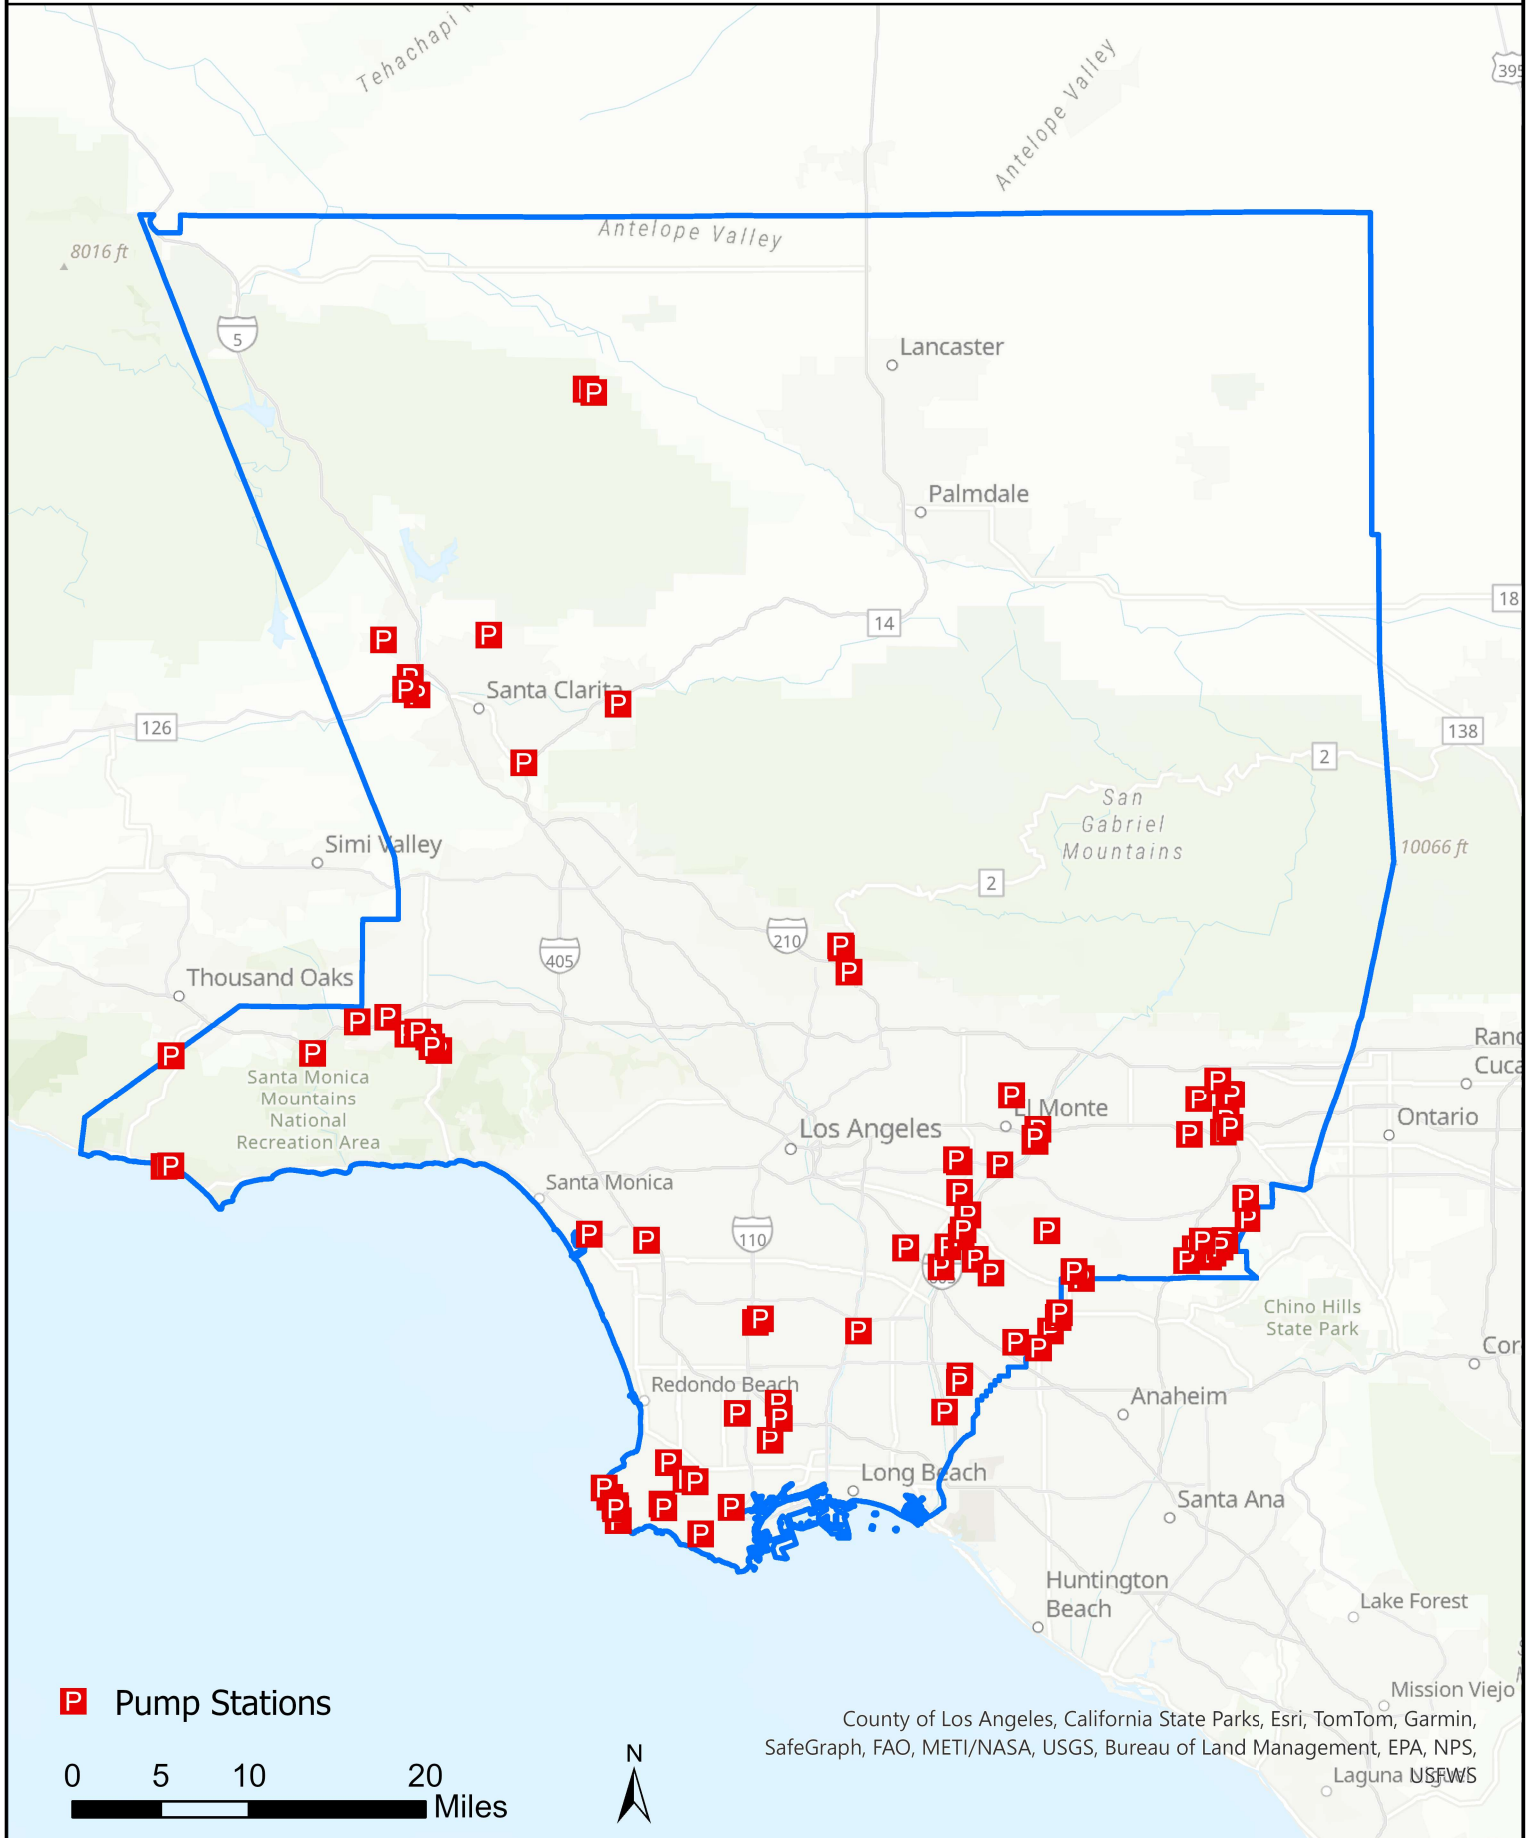 Tehachapi
Antelope Valley
395
Antelope Valley
8016 ft
5
Lancaster
P
Palmdale
18
14
P
P
P
P
Santa Clarita
P
126
138
2
P
San
Gabriel
Mountains
Simi Valley
10066 ft
2
210
P
405
P
Thousand Oaks
P
P
P
P
P
P
Santa Monica
Mountains
National
Recreation Area
P
P
P
P
P
El Monte
Ontario
P
P
Los Angeles
P
P
P
P
P
Santa Monica
P
P
P
P
110
P
P
P
P
P
P
P
P
P
P
P
P
Chino Hills
State Park
P
P
P
P
P
Redondo Beach
P
Anaheim
P
P
P
P
P
P
Long Beach
P
P
P
P
Santa Ana
P
Huntington
Beach
Lake Forest
Mission Viejo
P Pump Stations
County of Los Angeles, California State Parks, Esri, TomTom, Garmin,
SafeGraph, FAO, METI/NASA, USGS, Bureau of Land Management, EPA, NPS,
USFWS
Laguna Niguel
N
0 5 10 20
Miles